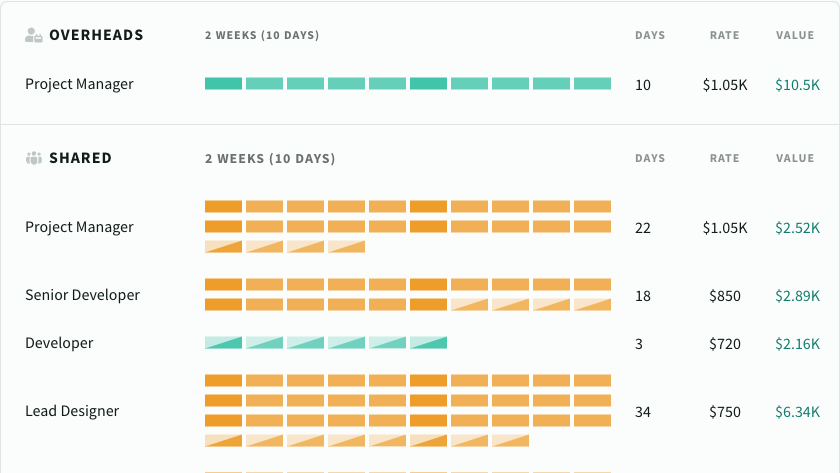 OVERHEADS 2 WEEKS (10 DAYS) DAYS RATE VALUE
Project Manager 10 $1.05K $10.5K
SHARED 2 WEEKS (10 DAYS) DAYS RATE VALUE
Project Manager 22 $1.05K $2.52K
Senior Developer 18 $850 $2.89K
Developer 3 $720 $2.16K
Lead Designer 34 $750 $6.34K